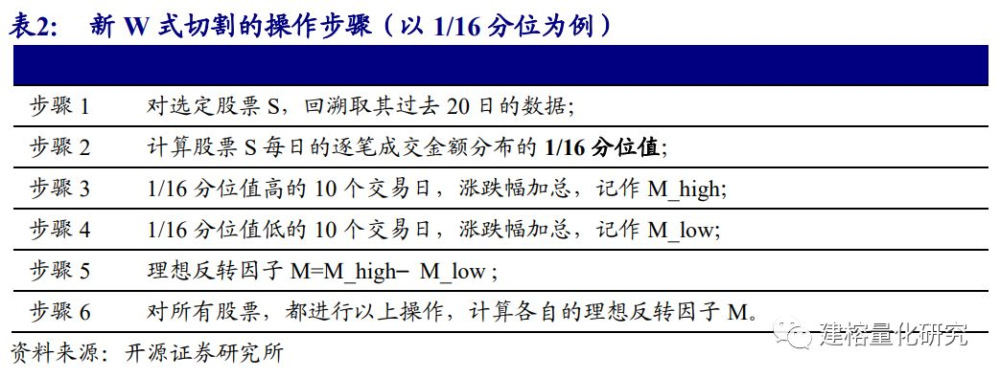 表2: 新 W 式切割的操作步骤（以 1/16 分位为例）
步骤 1 对选定股票 S，回溯取其过去 20 日的数据；
步骤 2 计算股票 S 每日的逐笔成交金额分布的 1/16 分位值；
步骤 3 1/16 分位值高的 10 个交易日，涨跌幅加总，记作 M_high;
步骤 4 1/16 分位值低的 10 个交易日，涨跌幅加总，记作 M_low;
步骤 5 理想反转因子 M=M_high− M_low ;
步骤 6 对所有股票，都进行以上操作，计算各自的理想反转因子 M。
建榕量化研究
资料来源：开源证券研究所